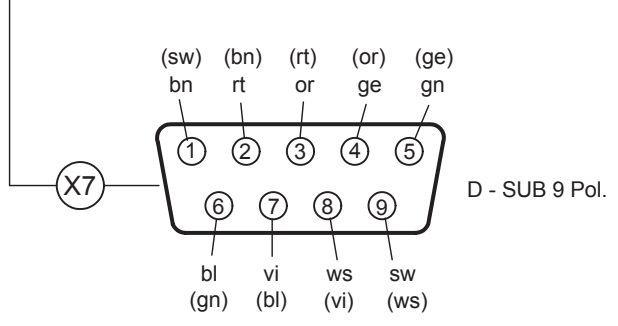 (sw) (bn) (rt) (or) (ge)
bn rt or ge gn
1 2 3 4 5
X7
D - SUB 9 Pol.
6 7 8 9
bl vi ws sw
(gn) (bl) (vi) (ws)